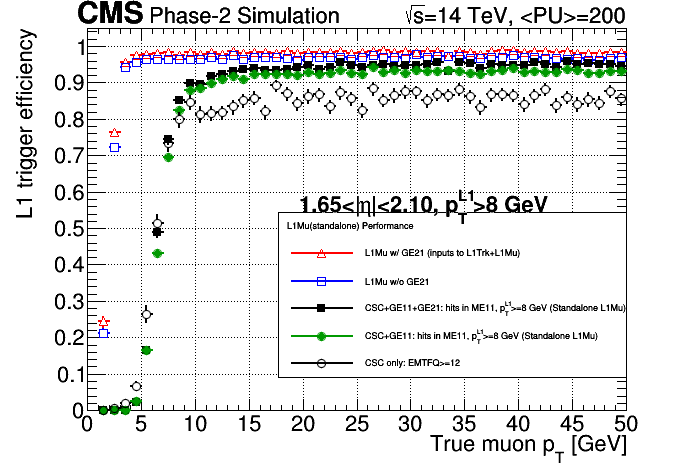 CMS Phase-2 Simulation √s=14 TeV, <PU>=200
L1 trigger efficiency
1
0.9
0.8
0.7
0.6
0.5
0.4
0.3
0.2
0.1
0
1.65<|η|<2.10, p_T^L1>8 GeV
L1Mu(standalone) Performance
L1Mu w/ GE21 (inputs to L1Trk+L1Mu)
L1Mu w/o GE21
CSC+GE11+GE21: hits in ME11, p_T^L1>=8 GeV (Standalone L1Mu)
CSC+GE11: hits in ME11, p_T^L1>=8 GeV (Standalone L1Mu)
CSC only: EMTFQ>=12
0 5 10 15 20 25 30 35 40 45 50
True muon p_T [GeV]